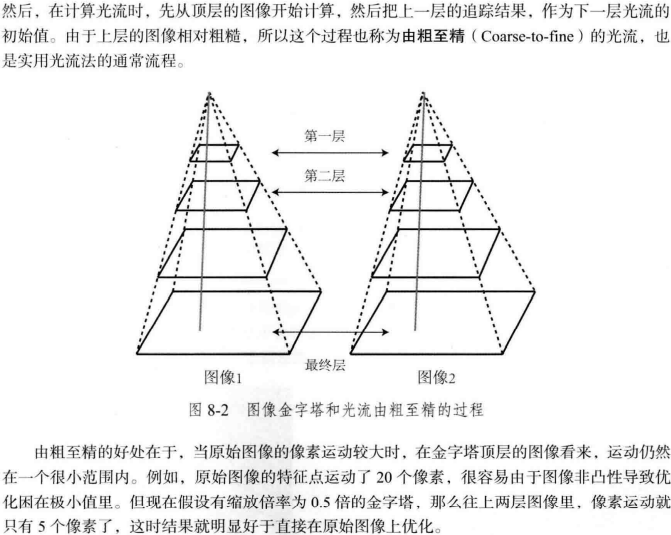 然后，在计算光流时，先从顶层的图像开始计算，然后把上一层的追踪结果，作为下一层光流的
初始值。由于上层的图像相对粗糙，所以这个过程也称为由粗至精（Coarse-to-fine）的光流，也
是实用光流法的通常流程。
第一层
第二层
最终层
图像1
图像2
图 8-2 图像金字塔和光流由粗至精的过程
由粗至精的好处在于，当原始图像的像素运动较大时，在金字塔顶层的图像看来，运动仍然
在一个很小范围内。例如，原始图像的特征点运动了 20 个像素，很容易由于图像非凸性导致优
化困在极小值里。但现在假设有缩放倍率为 0.5 倍的金字塔，那么往上两层图像里，像素运动就
只有 5 个像素了，这时结果就明显好于直接在原始图像上优化。